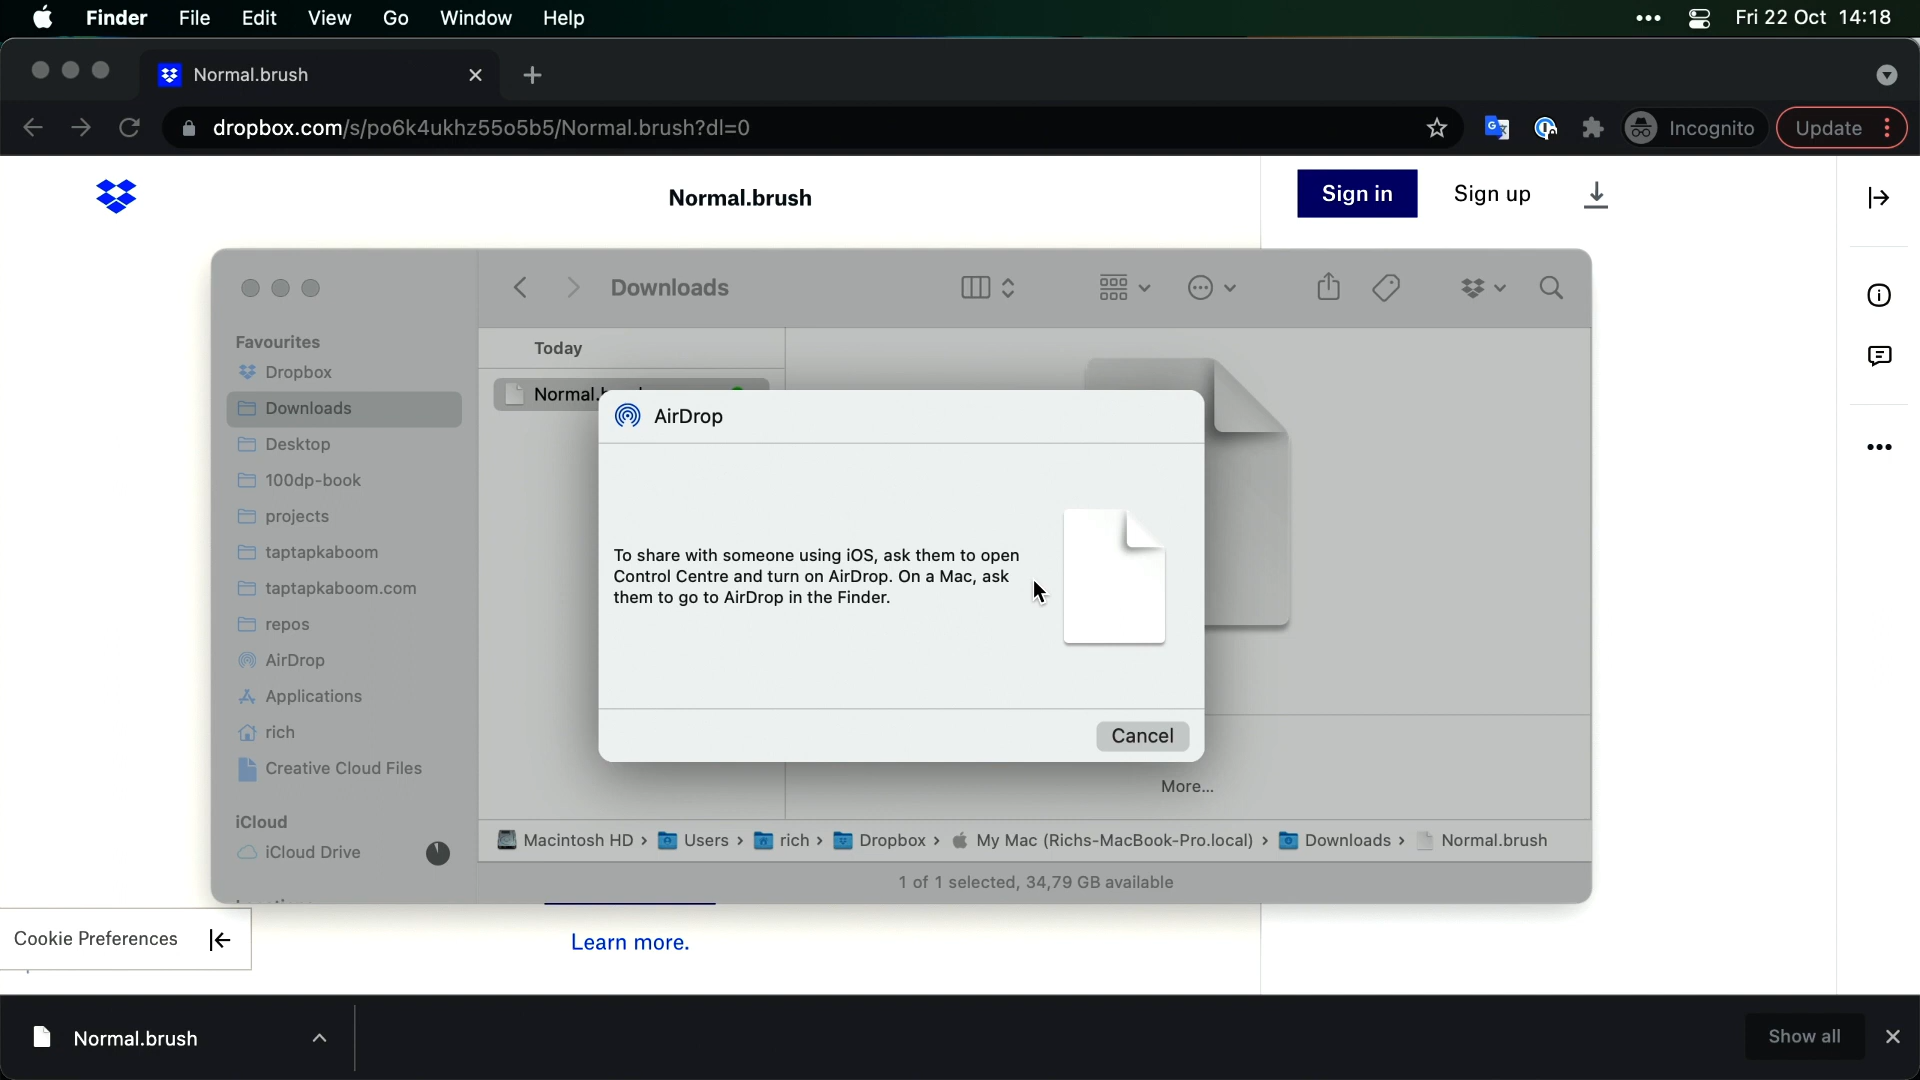 Finder File Edit View Go Window Help ••• Fri 22 Oct 14:18
Normal.brush
dropbox.com/s/po6k4ukhz55o5b5/Normal.brush?dl=0 Incognito Update
Normal.brush Sign in Sign up
Downloads
Favourites
Dropbox
Downloads
Desktop
100dp-book
projects
taptapkaboom
taptapkaboom.com
repos
AirDrop
Applications
rich
Creative Cloud Files
iCloud
iCloud Drive
Today
AirDrop
To share with someone using iOS, ask them to open
Control Centre and turn on AirDrop. On a Mac, ask
them to go to AirDrop in the Finder.
Cancel
More...
Macintosh HD › Users › rich › Dropbox › My Mac (Richs-MacBook-Pro.local) › Downloads › Normal.brush
1 of 1 selected, 34,79 GB available
Cookie Preferences
Learn more.
Normal.brush Show all